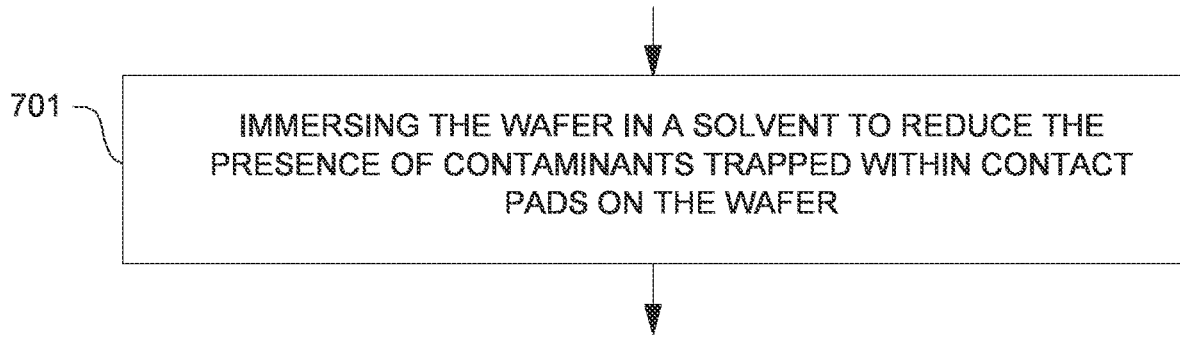 701
IMMERSING THE WAFER IN A SOLVENT TO REDUCE THE
PRESENCE OF CONTAMINANTS TRAPPED WITHIN CONTACT
PADS ON THE WAFER